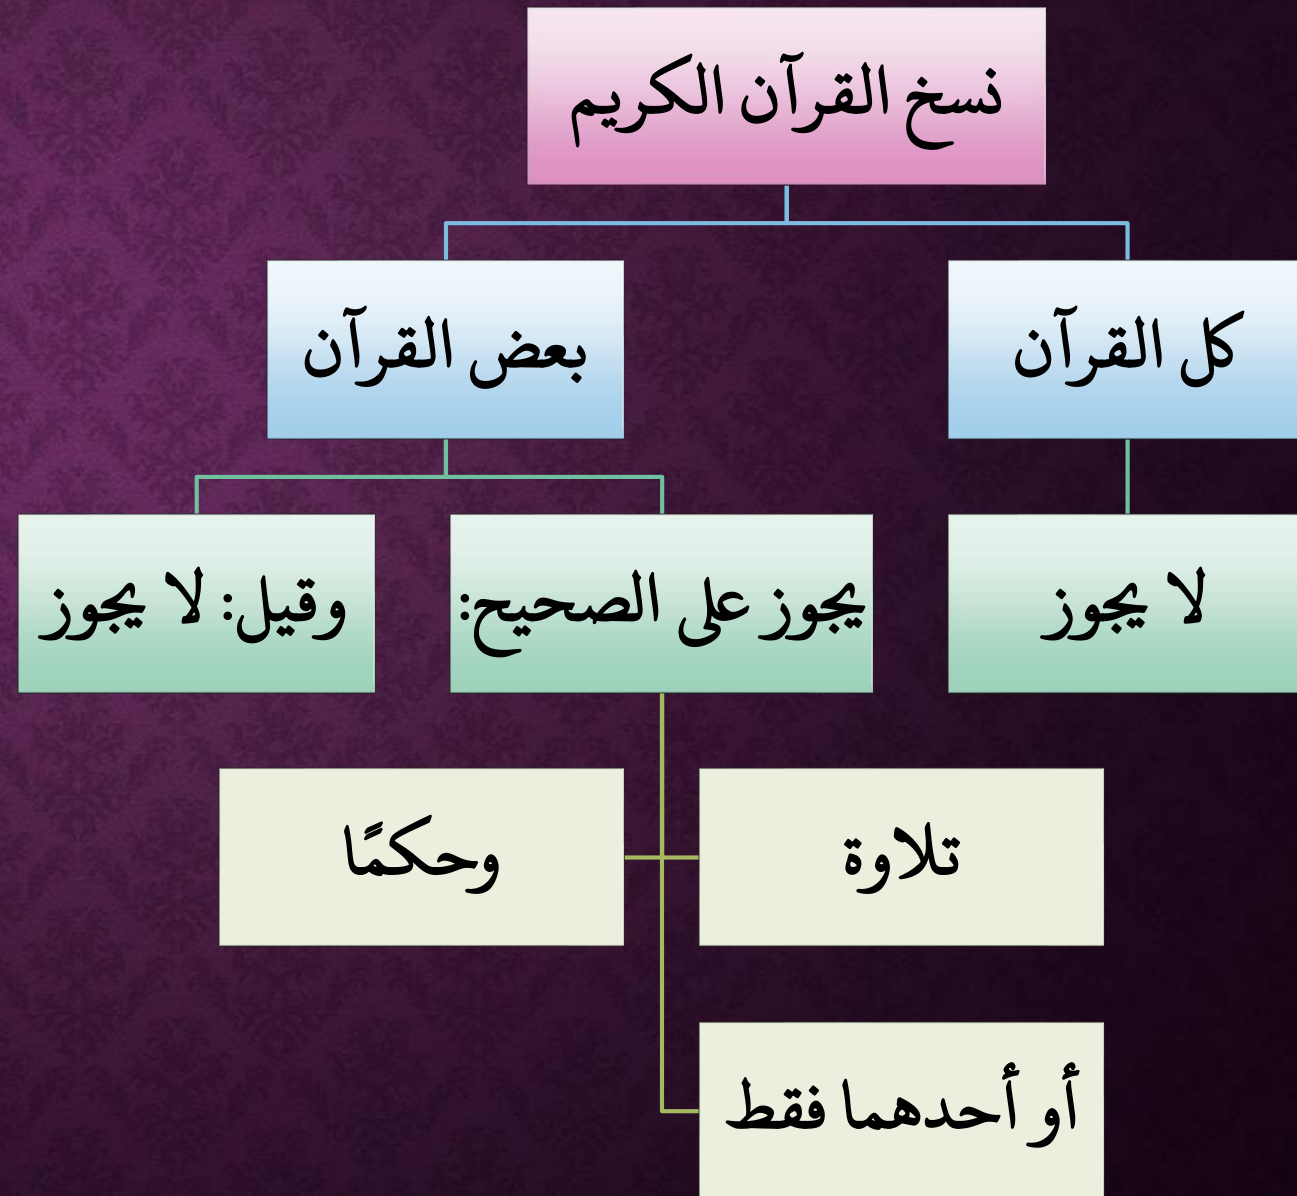 نسخ القرآن الكريم
كل القرآن
بعض القرآن
لا يجوز
يجوز على الصحيح:
وقيل: لا يجوز
تلاوة
وحكمًا
أو أحدهما فقط